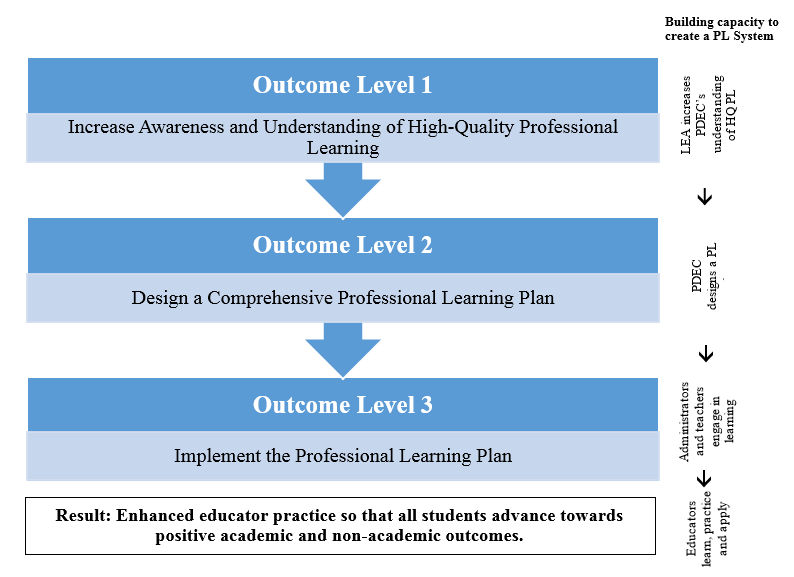 Building capacity to
create a PL System
Outcome Level 1
Increase Awareness and Understanding of High-Quality Professional
Learning
LEA increases
PDEC's
understanding
of HQ PL
Outcome Level 2
Design a Comprehensive Professional Learning Plan
PDEC
designs a PL
Outcome Level 3
Implement the Professional Learning Plan
Administrators
and teachers
engage in
learning
Result: Enhanced educator practice so that all students advance towards
positive academic and non-academic outcomes.
Educators
learn, practice
and apply